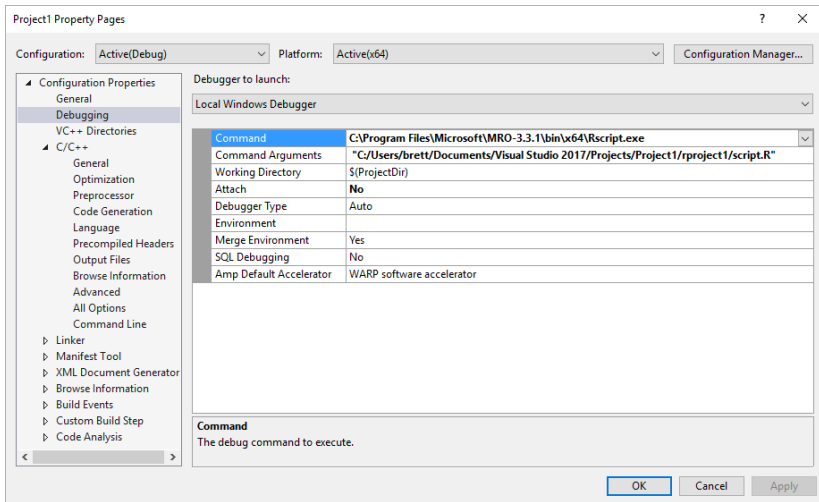 Project1 Property Pages ? ×
Configuration: Active(Debug) Platform: Active(x64) Configuration Manager...
Configuration Properties
General
Debugging
VC++ Directories
C/C++
General
Optimization
Preprocessor
Code Generation
Language
Precompiled Headers
Output Files
Browse Information
Advanced
All Options
Command Line
Linker
Manifest Tool
XML Document Generator
Browse Information
Build Events
Custom Build Step
Code Analysis
Debugger to launch:
Local Windows Debugger
Command C:\Program Files\Microsoft\MRO-3.3.1\bin\x64\Rscript.exe
Command Arguments "C:/Users/brett/Documents/Visual Studio 2017/Projects/Project1/rproject1/script.R"
Working Directory $(ProjectDir)
Attach No
Debugger Type Auto
Environment
Merge Environment Yes
SQL Debugging No
Amp Default Accelerator WARP software accelerator
Command
The debug command to execute.
OK Cancel Apply